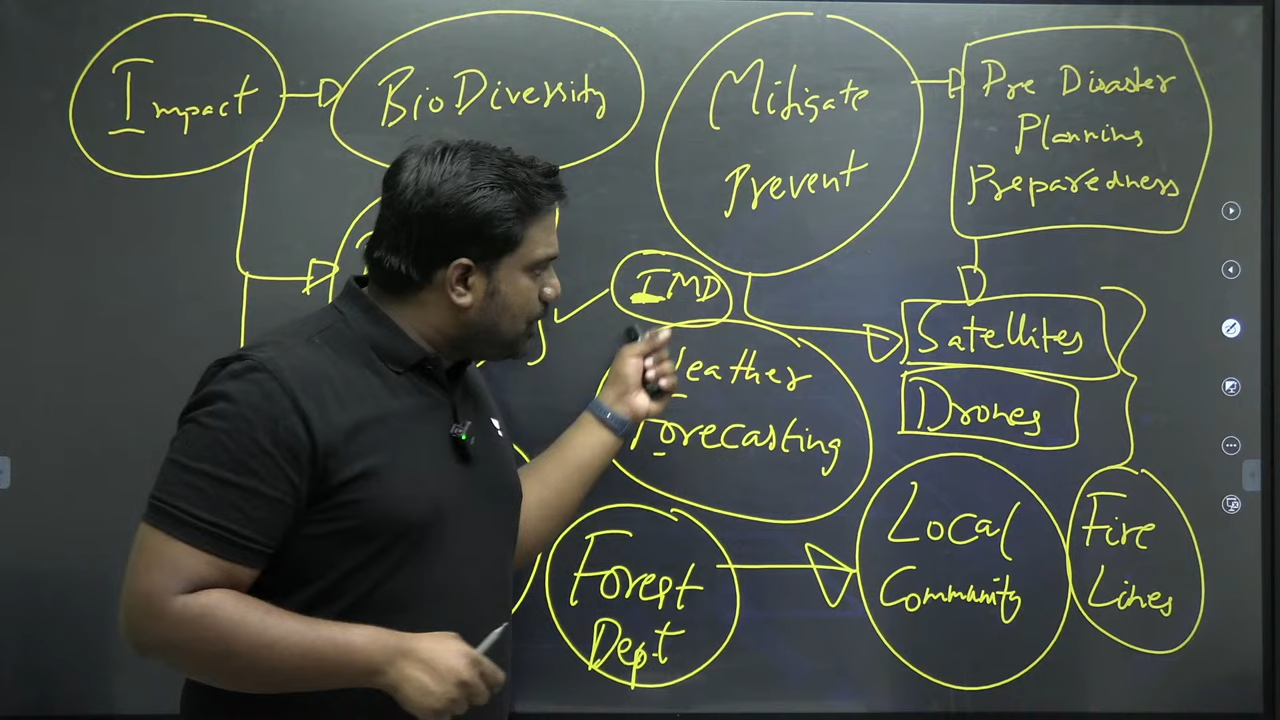 Impact
BioDiversity
Mitigate
Prevent
Pre Disaster
Planning
Preparedness
IMD
Satellites
Weather
Forecasting
Drones
Local
Community
Fire
Lines
Forest
Dept